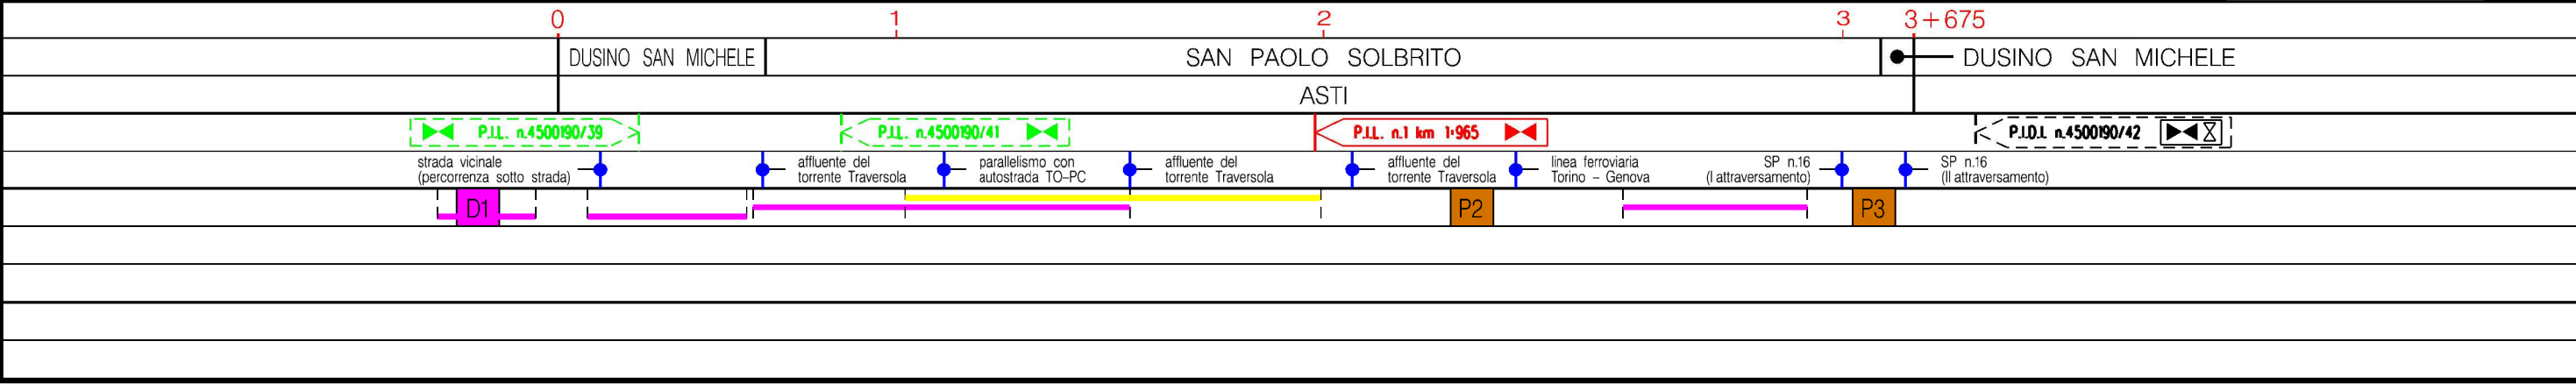 0 1 2 3 3+675
DUSINO SAN MICHELE SAN PAOLO SOLBRITO DUSINO SAN MICHELE
ASTI
P.I.L. n.4500190/39 P.I.L. n.4500190/41 P.I.L. n.1 km 1+965 P.I.D.I. n.4500190/42
strada vicinale
(percorrenza sotto strada)
affluente del
torrente Traversola
parallelismo con
autostrada TO-PC
affluente del
torrente Traversola
affluente del
torrente Traversola
linea ferroviaria
Torino - Genova
SP n.16
(I attraversamento)
SP n.16
(II attraversamento)
D1 P2 P3